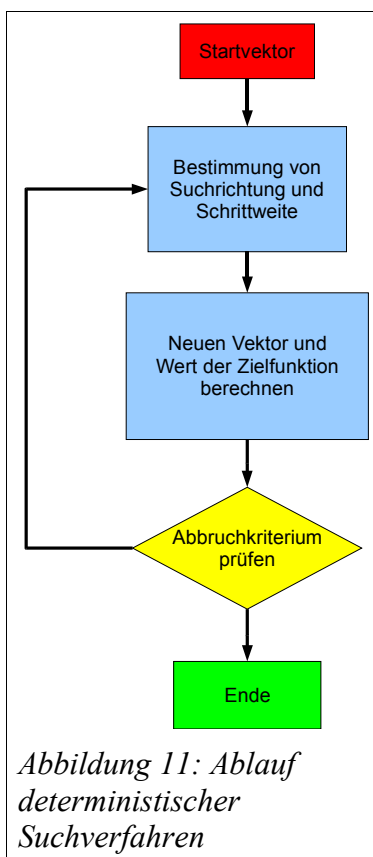 Startvektor
Bestimmung von
Suchrichtung und
Schrittweite
Neuen Vektor und
Wert der Zielfunktion
berechnen
Abbruchkriterium
prüfen
Ende
Abbildung 11: Ablauf
deterministischer
Suchverfahren